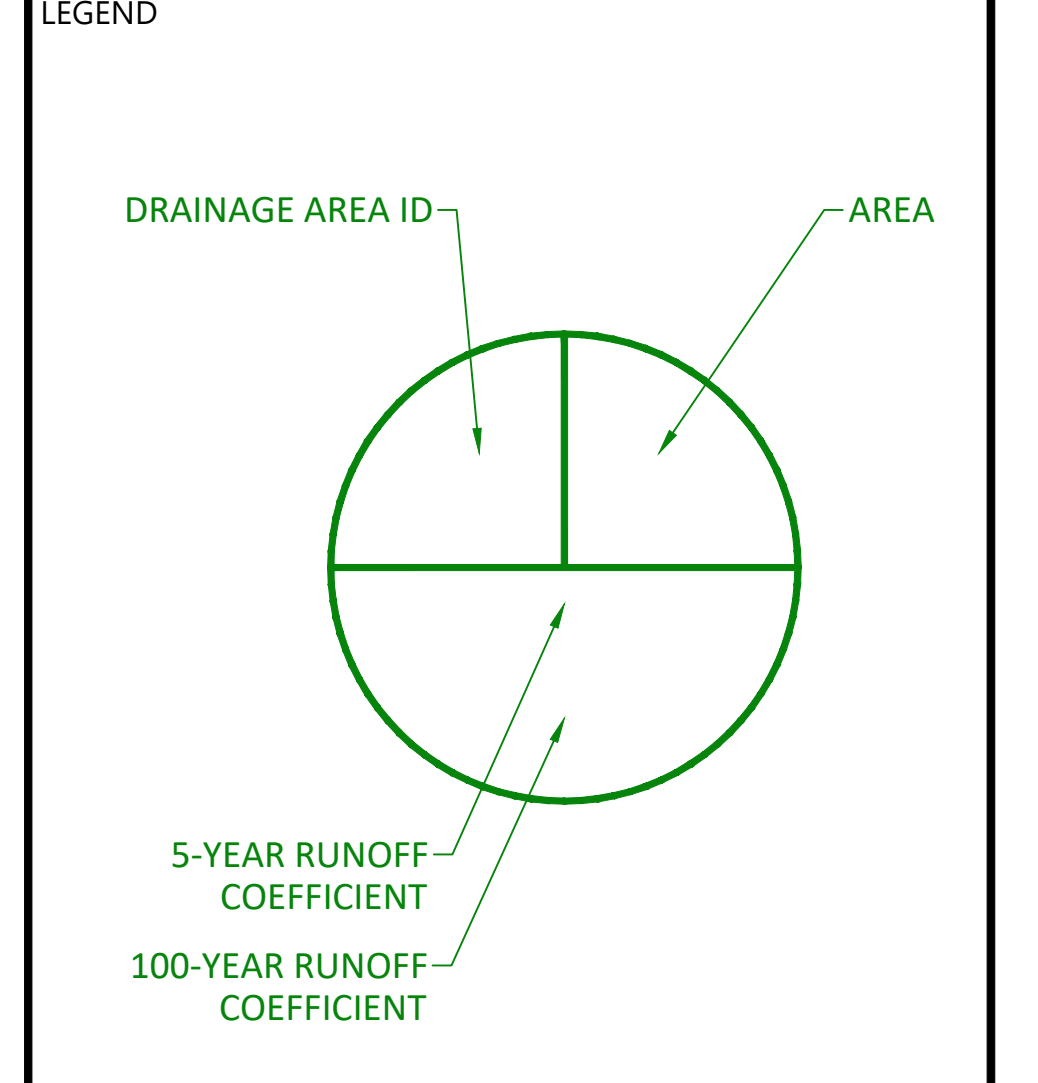 LEGEND
DRAINAGE AREA ID
AREA
5-YEAR RUNOFF
COEFFICIENT
100-YEAR RUNOFF
COEFFICIENT